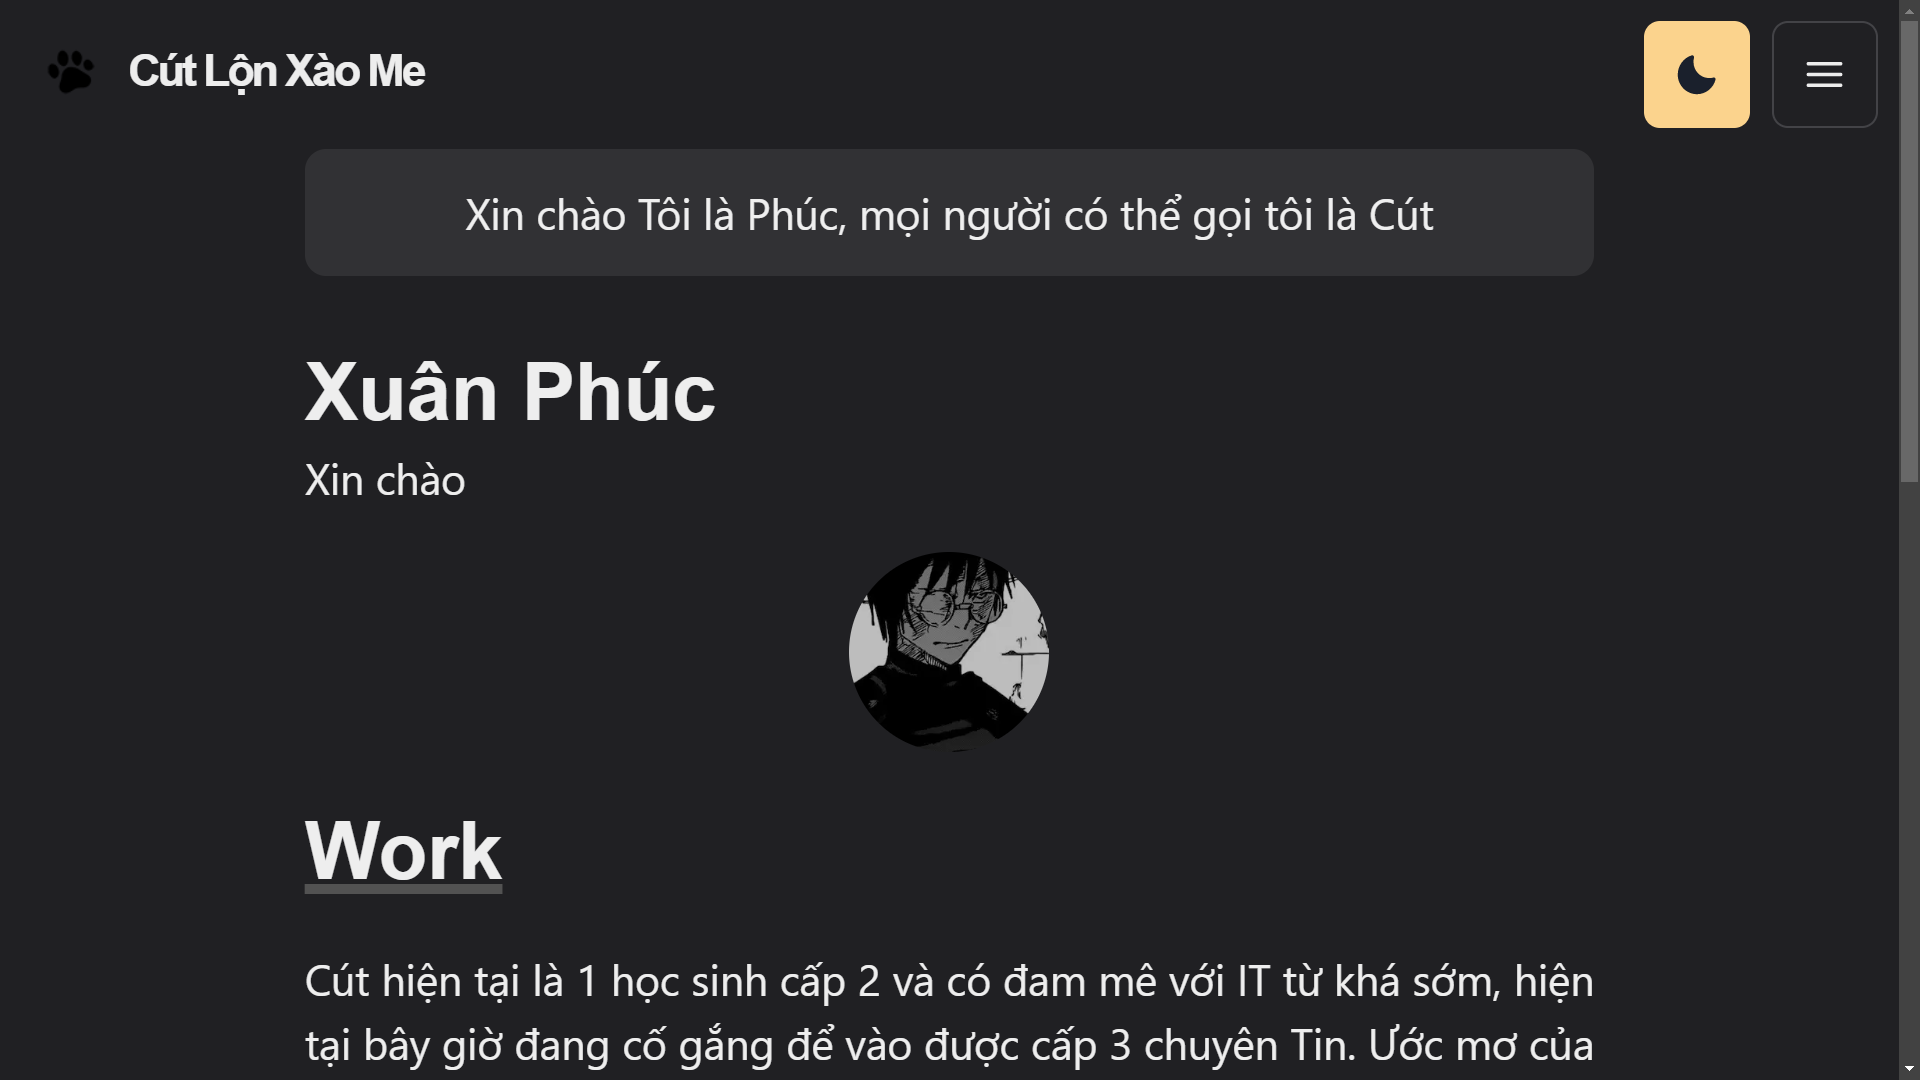 Cút Lộn Xào Me
Xin chào Tôi là Phúc, mọi người có thể gọi tôi là Cút
Xuân Phúc
Xin chào
Work
Cút hiện tại là 1 học sinh cấp 2 và có đam mê với IT từ khá sớm, hiện
tại bây giờ đang cố gắng để vào được cấp 3 chuyên Tin. Ước mơ của